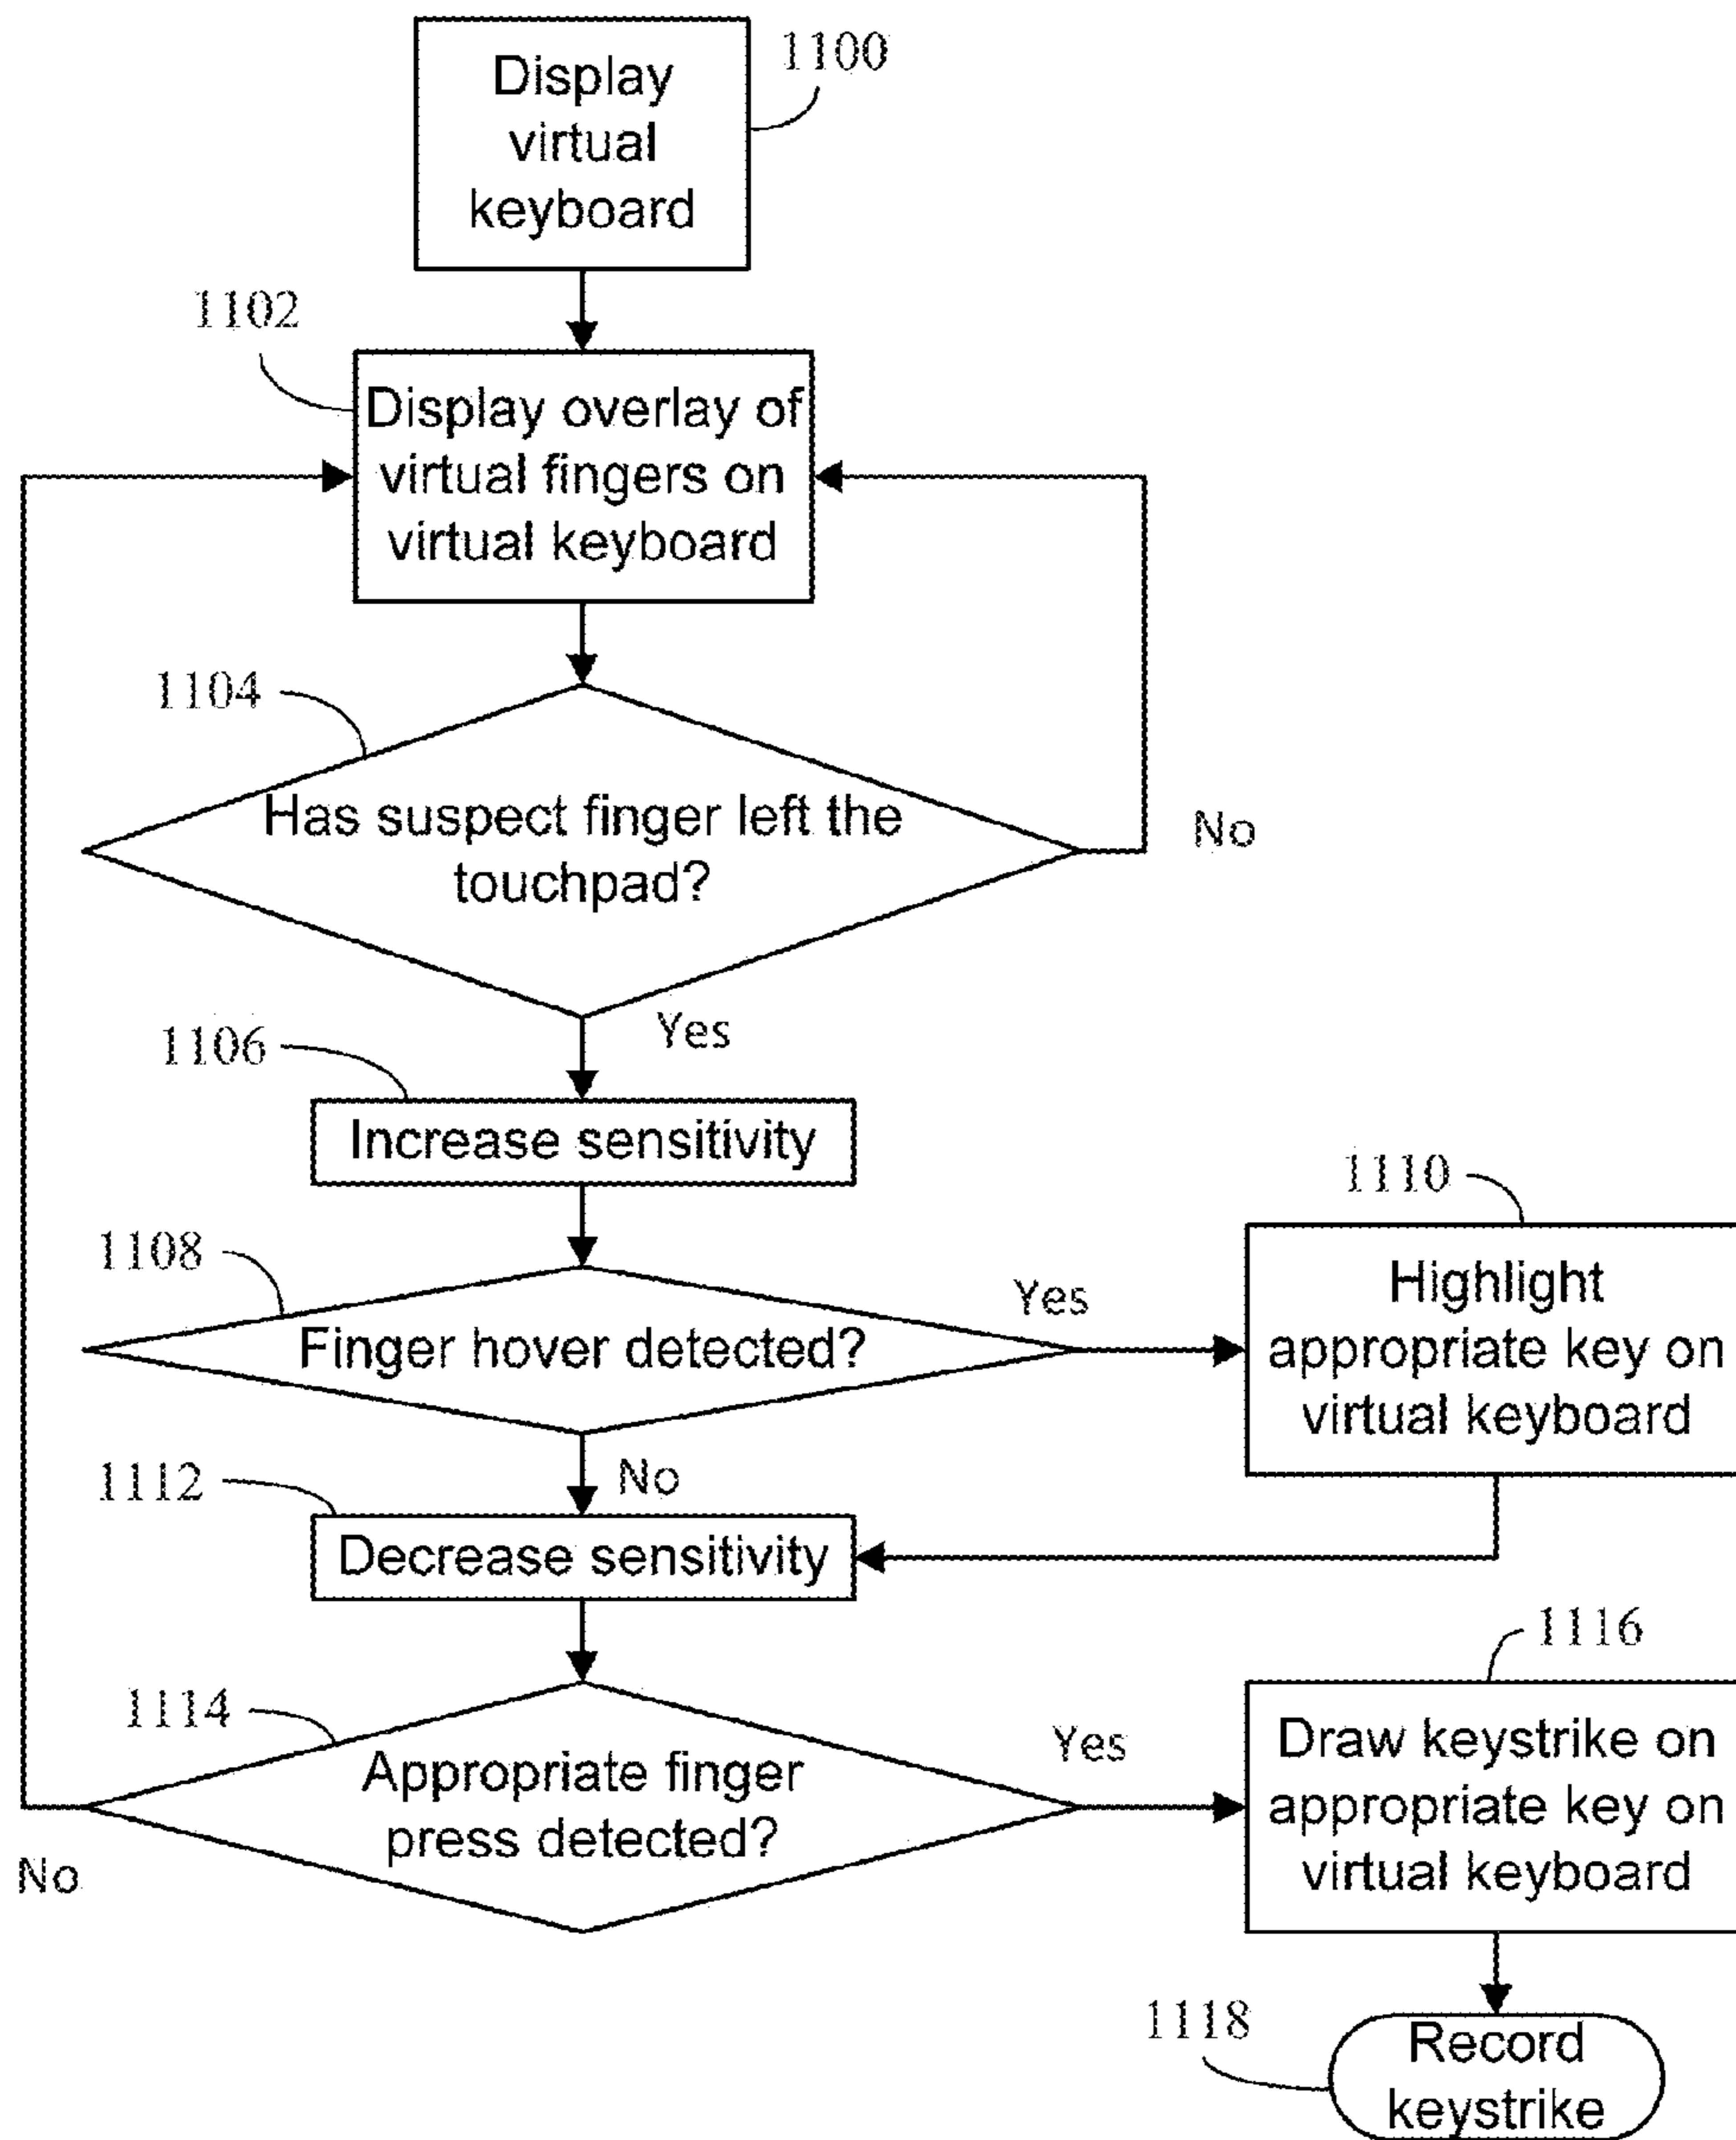 Display
virtual
keyboard
1100
1102
Display overlay of
virtual fingers on
virtual keyboard
1104
Has suspect finger left the
touchpad?
No
Yes
1106
Increase sensitivity
1108
Finger hover detected?
Yes
1110
Highlight
appropriate key on
virtual keyboard
No
1112
Decrease sensitivity
1114
Appropriate finger
press detected?
No
Yes
1116
Draw keystrike on
appropriate key on
virtual keyboard
1118
Record
keystrike